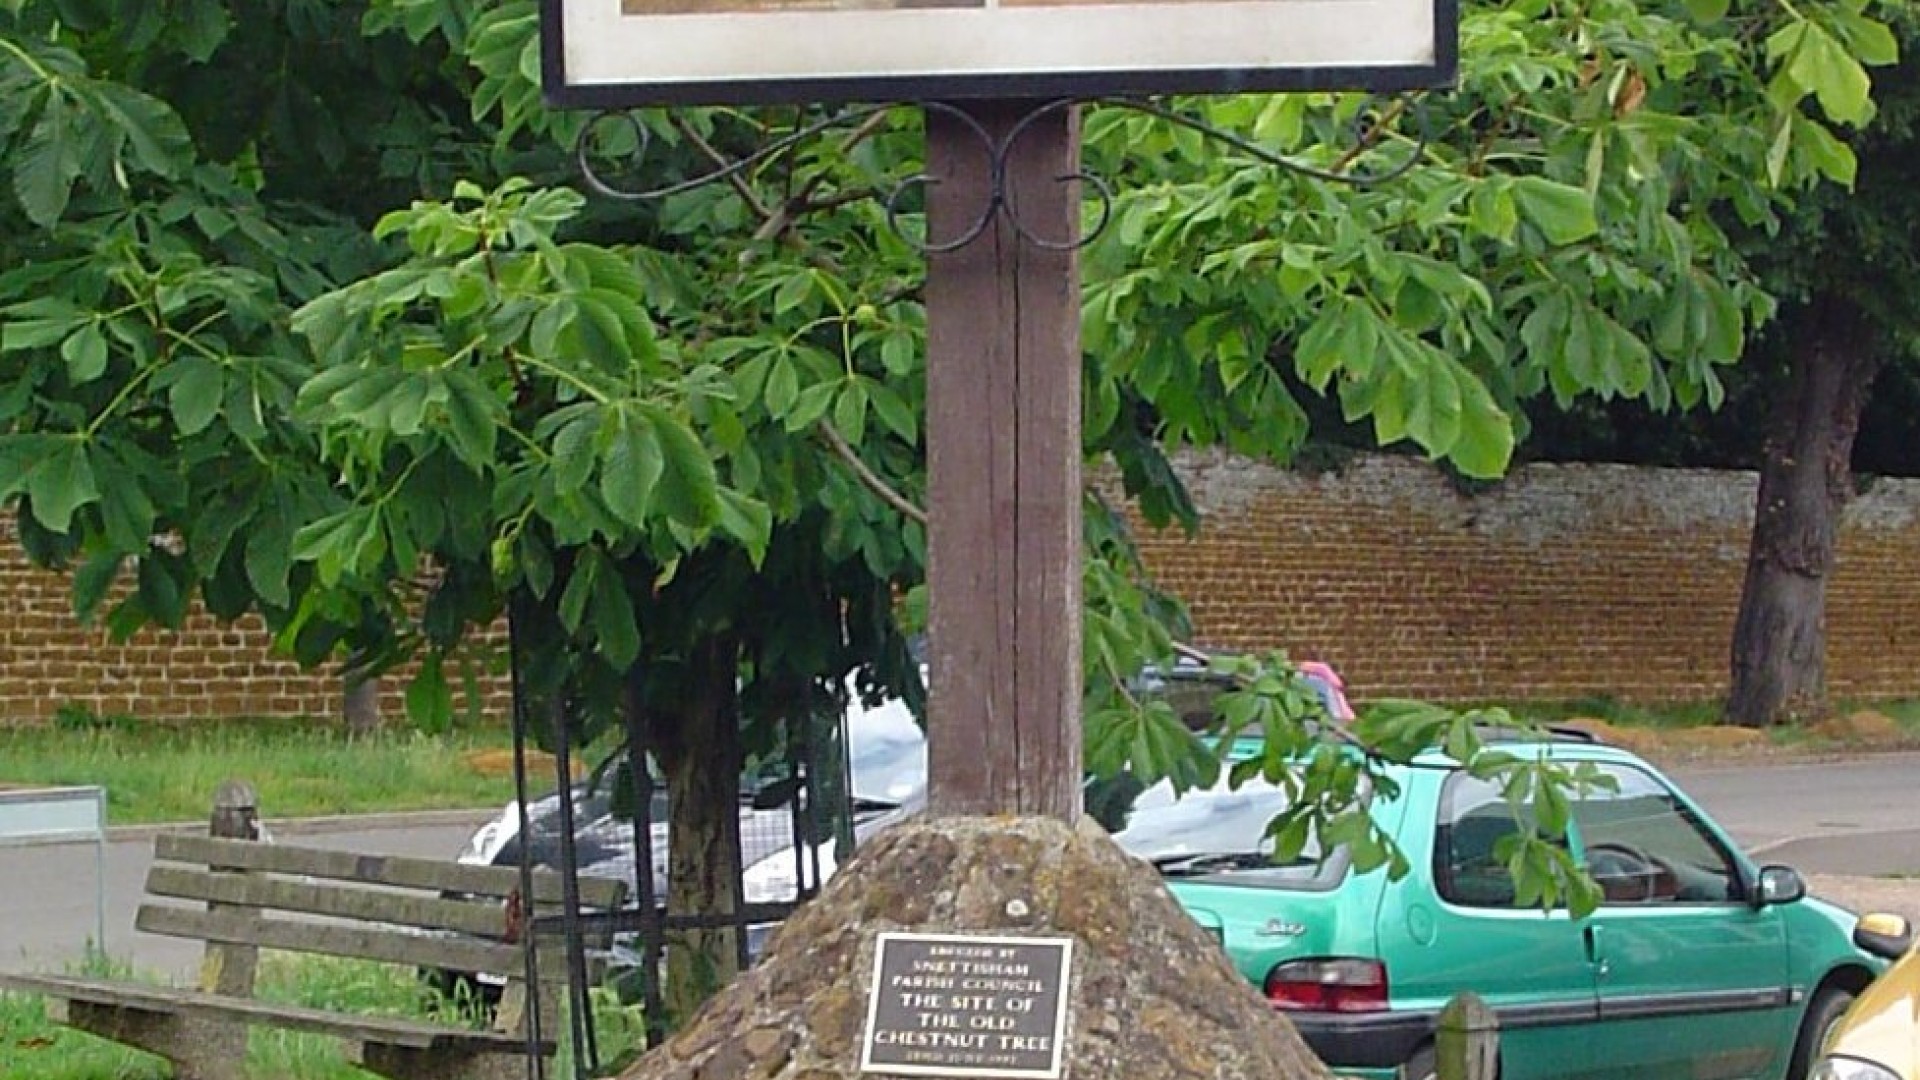 ERECTED BY
SNETTISHAM
PARISH COUNCIL
THE SITE OF
THE OLD
CHESTNUT TREE